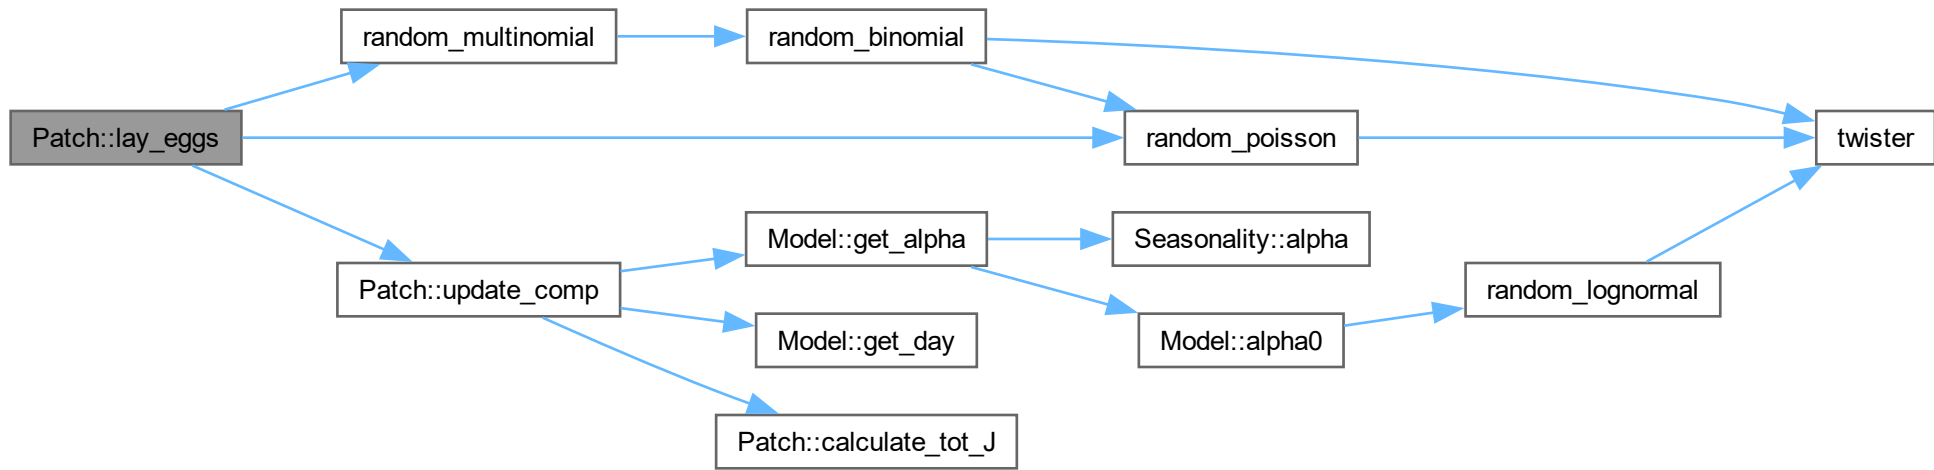 random_multinomial
random_binomial
Patch::lay_eggs
random_poisson
twister
Model::get_alpha
Seasonality::alpha
Patch::update_comp
random_lognormal
Model::get_day
Model::alpha0
Patch::calculate_tot_J